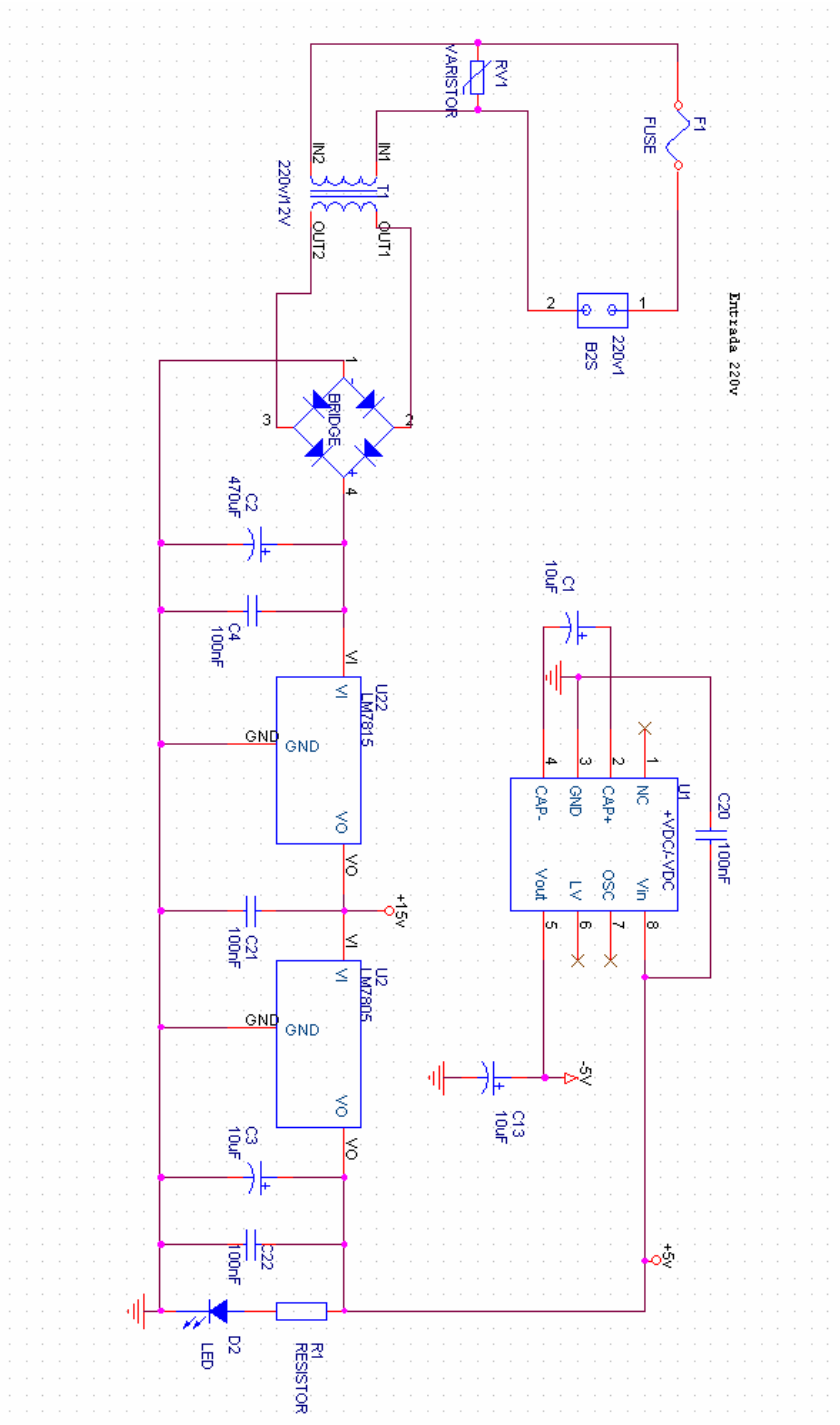 Entrada 220v
F1
FUSE
RV1
VARISTOR
1
220v1
2
B2S
IN1
T1
OUT1
IN2
OUT2
220v/12V
1
-
2
BRIDGE
3
+
4
C2
470uF
C4
100nF
VI
U22
LM7815
VI
GND
GND
VO
VO
+15v
C21
100nF
VI
U2
LM7805
VI
GND
GND
VO
VO
C3
10uF
C22
100nF
R1
RESISTOR
D2
LED
+5v
C1
10uF
C20
100nF
U1
+VDC/-VDC
1
NC
2
CAP+
3
GND
4
CAP-
Vin
8
OSC
7
LV
6
Vout
5
-5V
C13
10uF
+
+
+
+